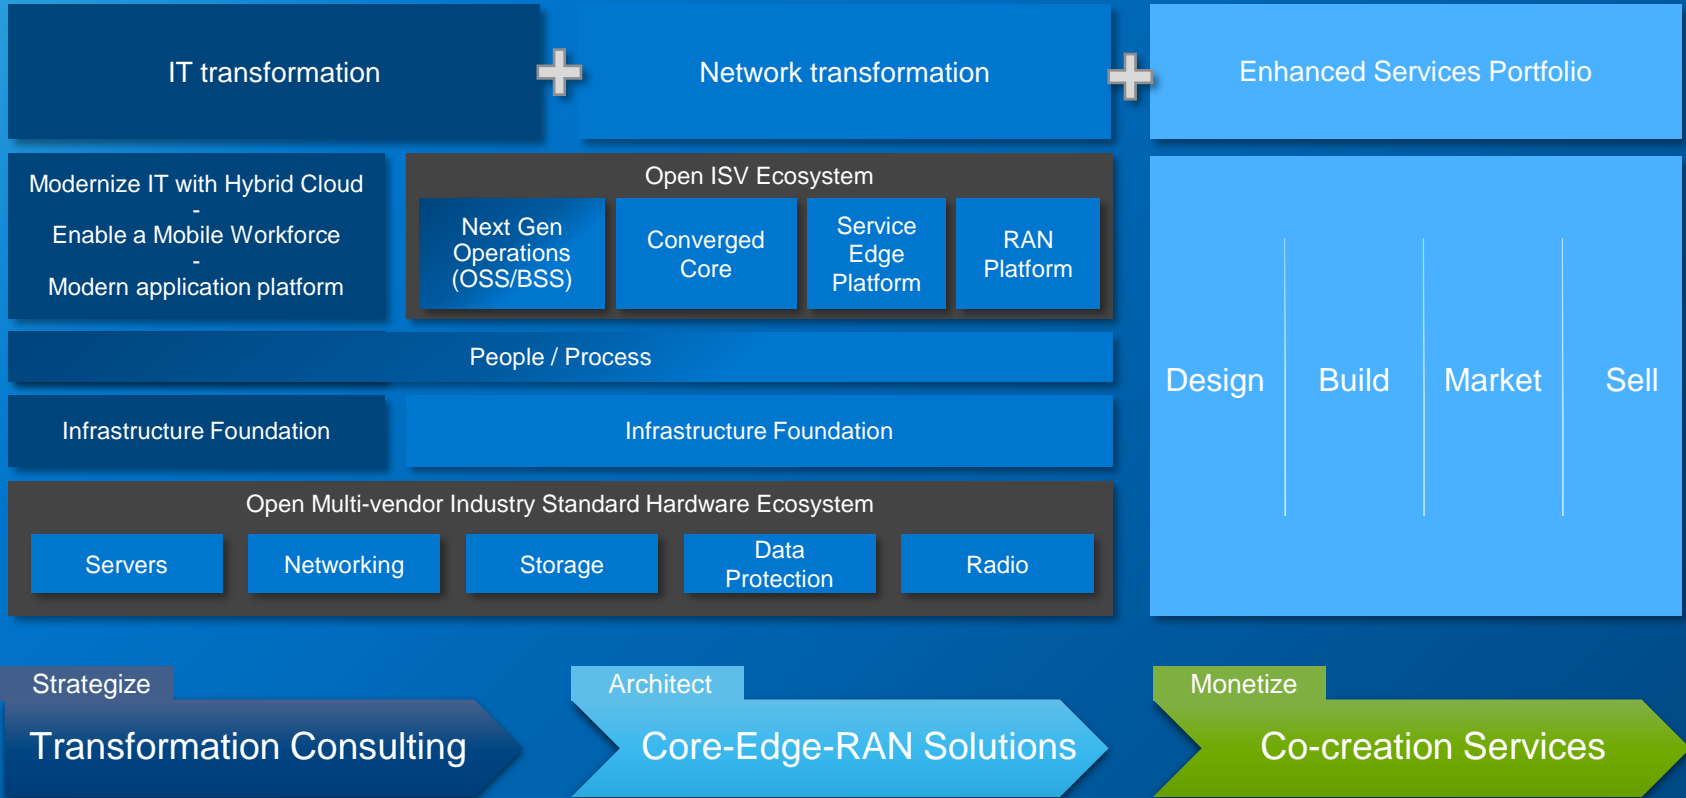 IT transformation
Network transformation
Enhanced Services Portfolio
Modernize IT with Hybrid Cloud
-
Enable a Mobile Workforce
-
Modern application platform
Open ISV Ecosystem
Next Gen
Operations
(OSS/BSS)
Converged
Core
Service
Edge
Platform
RAN
Platform
People / Process
Infrastructure Foundation
Infrastructure Foundation
Open Multi-vendor Industry Standard Hardware Ecosystem
Servers
Networking
Storage
Data
Protection
Radio
Design
Build
Market
Sell
Strategize
Transformation Consulting
Architect
Core-Edge-RAN Solutions
Monetize
Co-creation Services